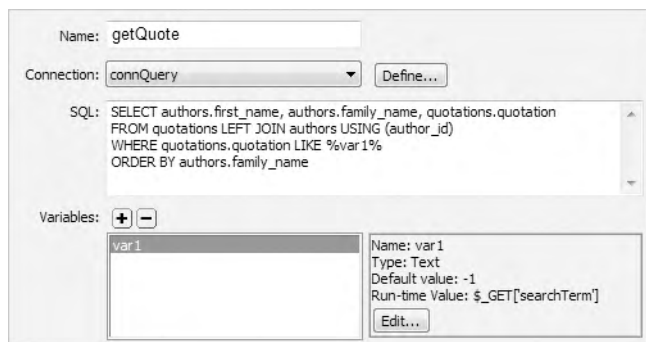 Name: getQuote
Connection: connQuery Define...
SQL: SELECT authors.first_name, authors.family_name, quotations.quotation
FROM quotations LEFT JOIN authors USING (author_id)
WHERE quotations.quotation LIKE %var1%
ORDER BY authors.family_name
Variables: + −
var1
Name: var1
Type: Text
Default value: -1
Run-time Value: $_GET['searchTerm']
Edit...